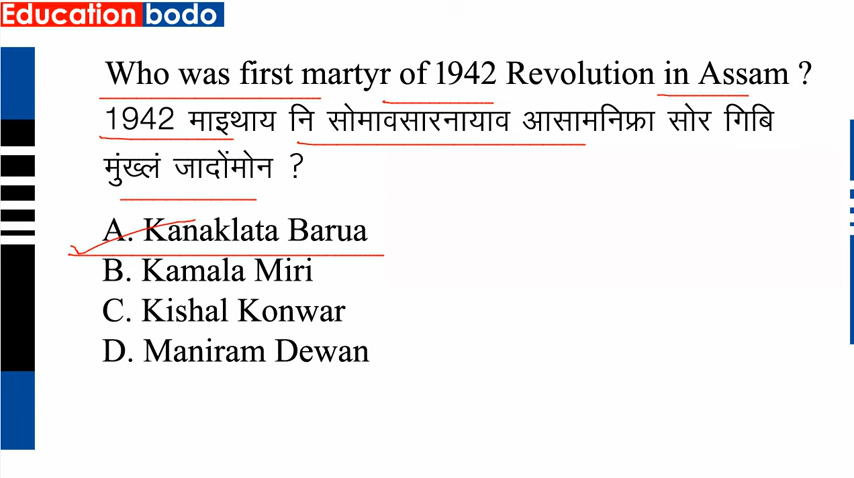 Education bodo
Who was first martyr of 1942 Revolution in Assam ?
1942 माइथाय नि सोमावसारनायाव आसामनिफ्रा सोर गिबि
मुंख्लं जादोंमोन ?
A. Kanaklata Barua
B. Kamala Miri
C. Kishal Konwar
D. Maniram Dewan